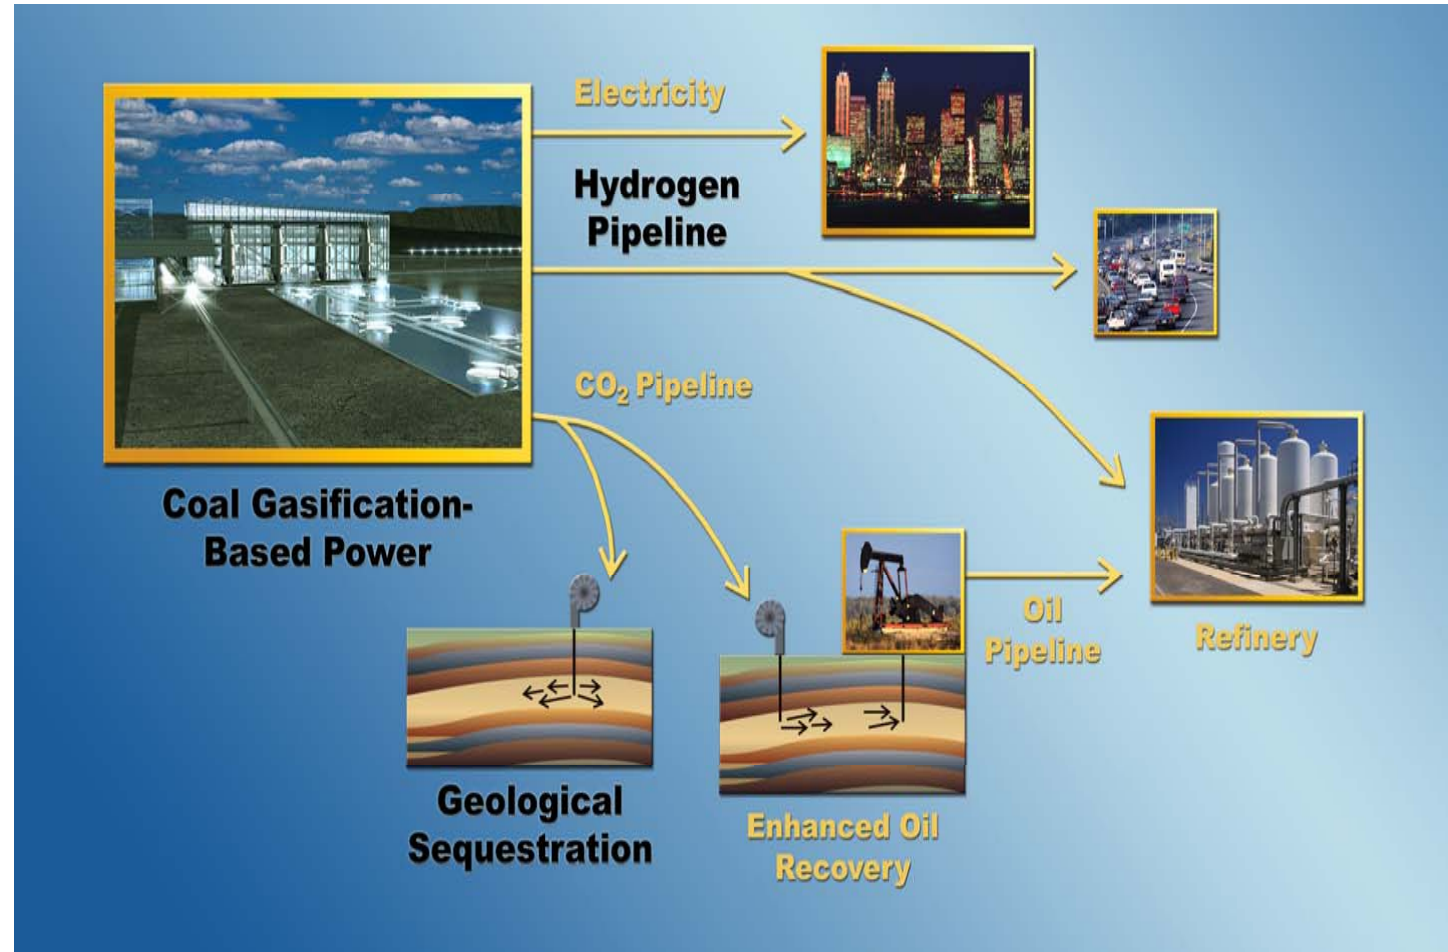 Electricity
Hydrogen
Pipeline
CO₂ Pipeline
Coal Gasification-
Based Power
Oil
Pipeline
Refinery
Geological
Sequestration
Enhanced Oil
Recovery